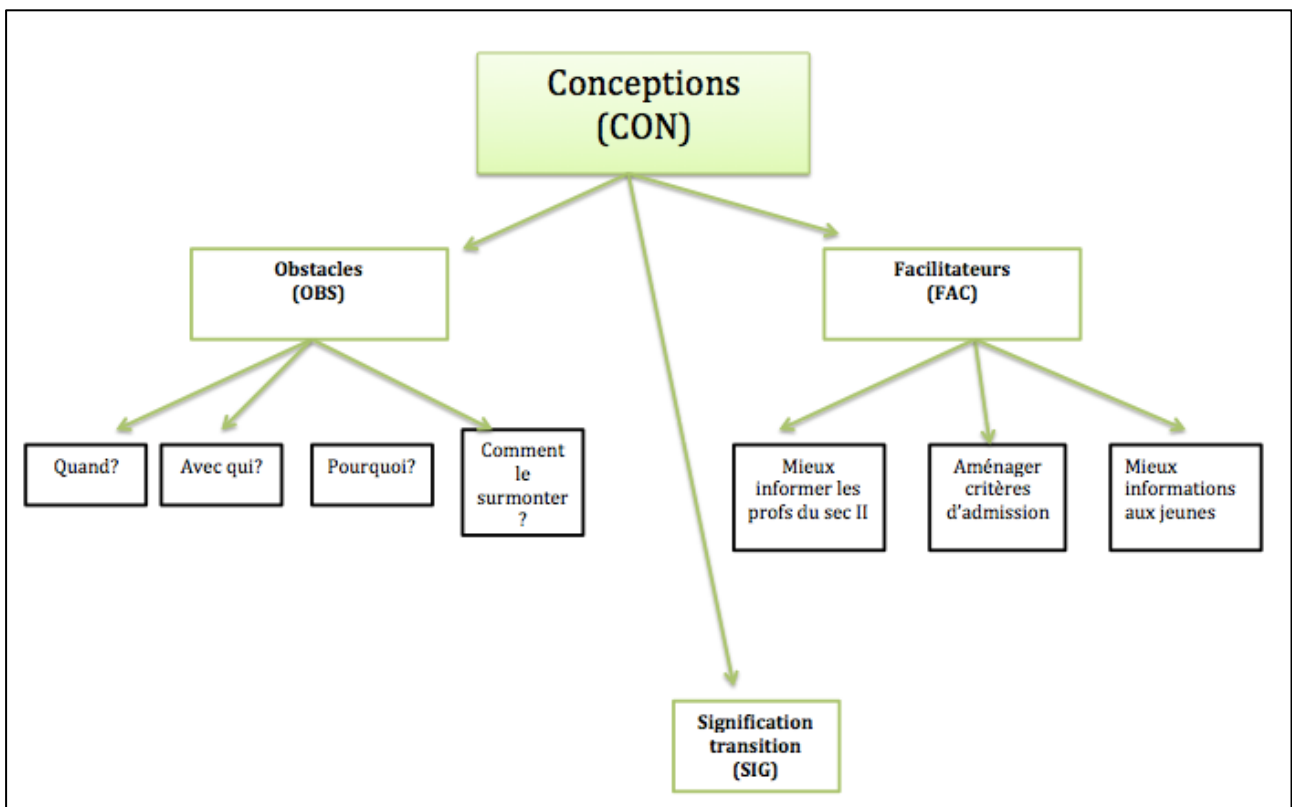 Conceptions
(CON)
Obstacles
(OBS)
Facilitateurs
(FAC)
Quand?
Avec qui?
Pourquoi?
Comment
le
surmonter
?
Mieux
informer les
profs du sec II
Aménager
critères
d'admission
Mieux
informations
aux jeunes
Signification
transition
(SIG)